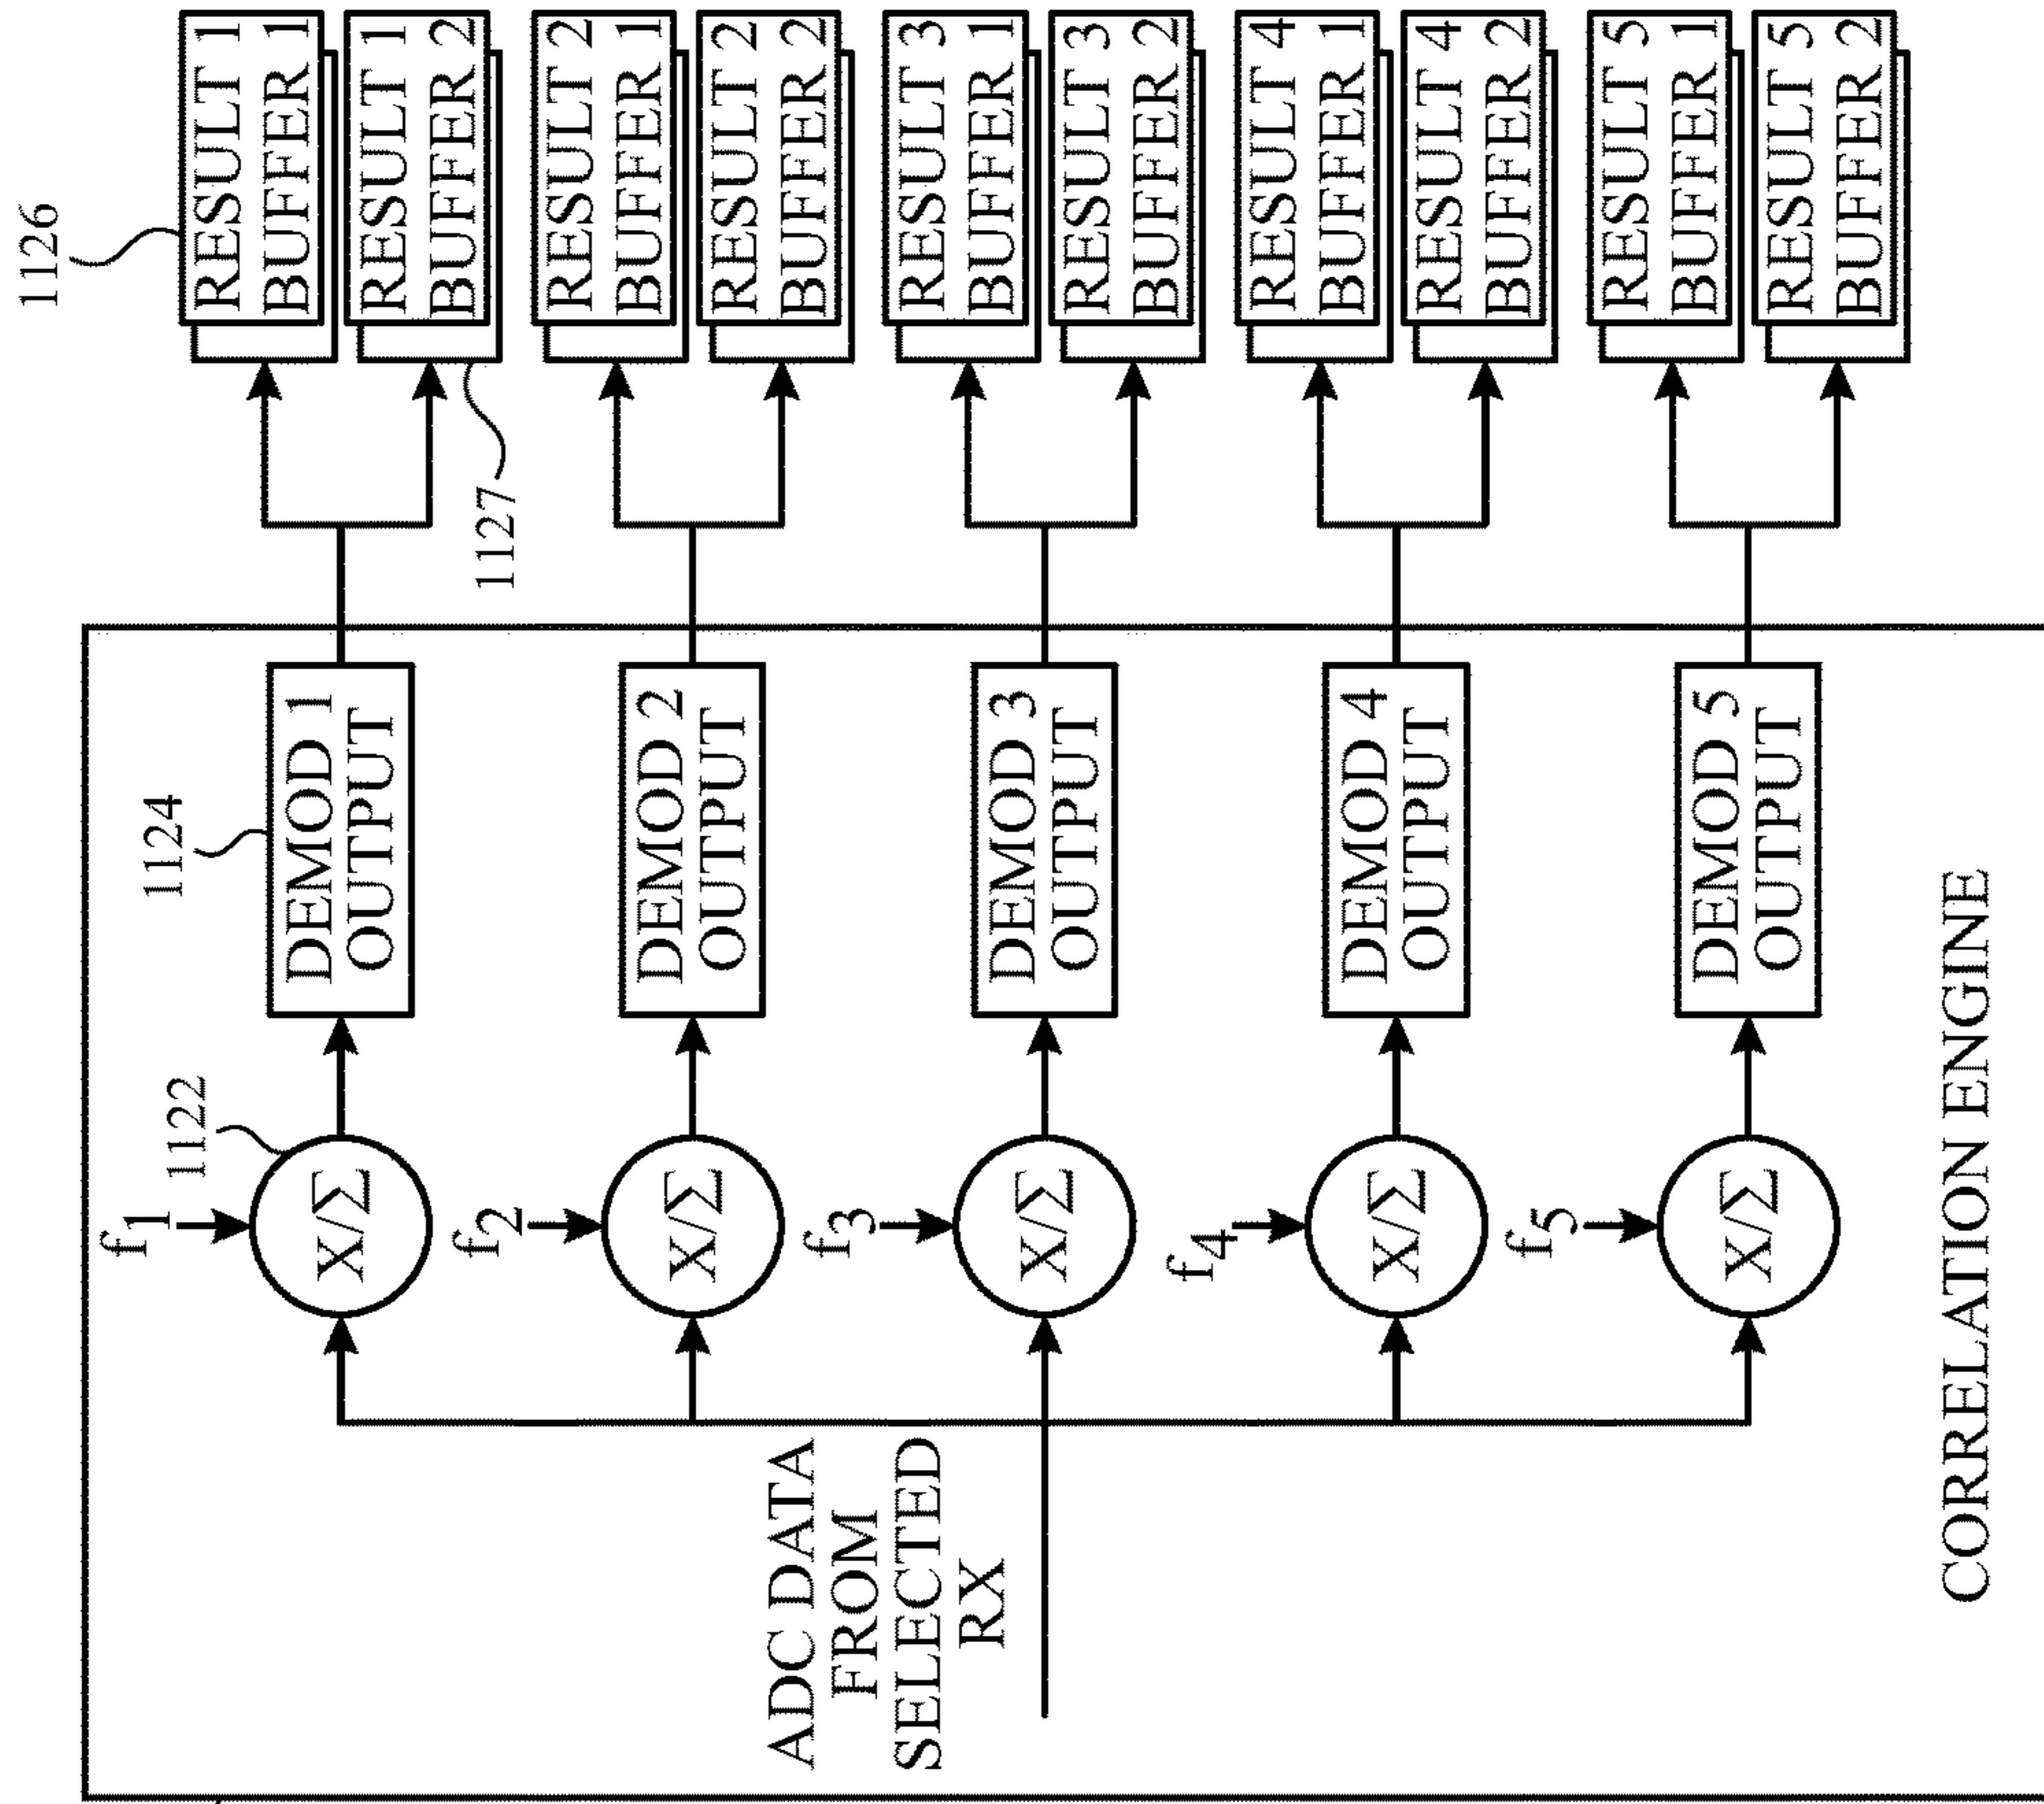 1126
RESULT 1
BUFFER 1
RESULT 1
BUFFER 2
1127
RESULT 2
BUFFER 1
RESULT 2
BUFFER 2
RESULT 3
BUFFER 1
RESULT 3
BUFFER 2
RESULT 4
BUFFER 1
RESULT 4
BUFFER 2
RESULT 5
BUFFER 1
RESULT 5
BUFFER 2
1124
DEMOD 1
OUTPUT
DEMOD 2
OUTPUT
DEMOD 3
OUTPUT
DEMOD 4
OUTPUT
DEMOD 5
OUTPUT
1122
f1
X/Σ
f2
X/Σ
f3
X/Σ
f4
X/Σ
f5
X/Σ
ADC DATA
FROM
SELECTED
RX
CORRELATION ENGINE